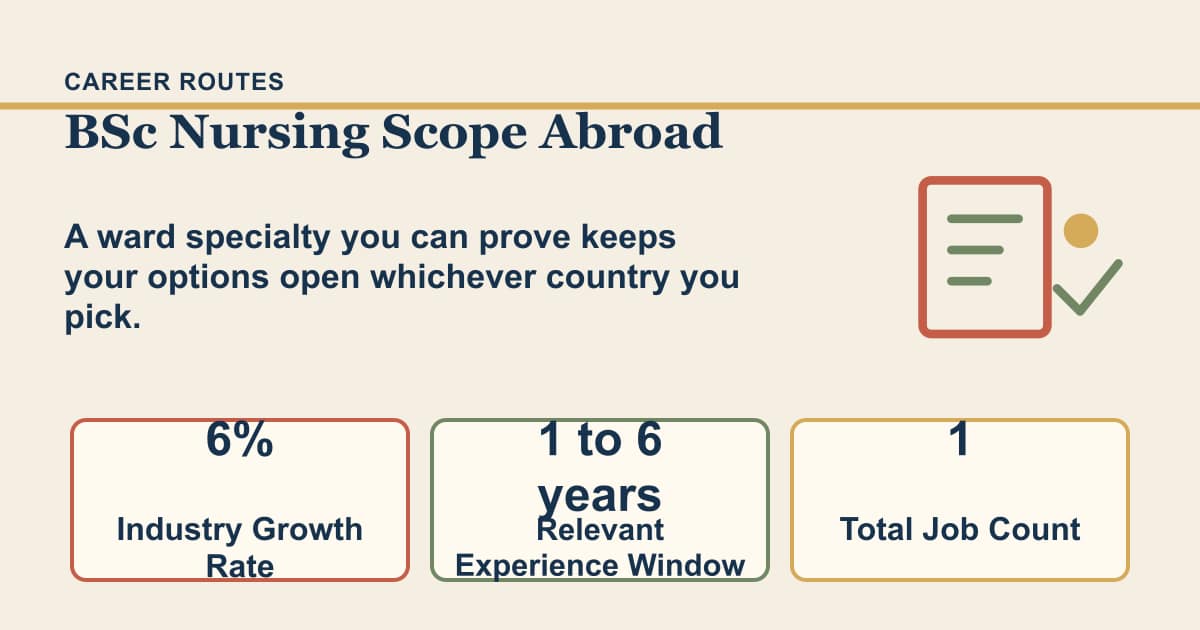 CAREER ROUTES
BSc Nursing Scope Abroad
A ward specialty you can prove keeps
your options open whichever country you
pick.
6%
Industry Growth
Rate
1 to 6
years
Relevant
Experience Window
1
Total Job Count